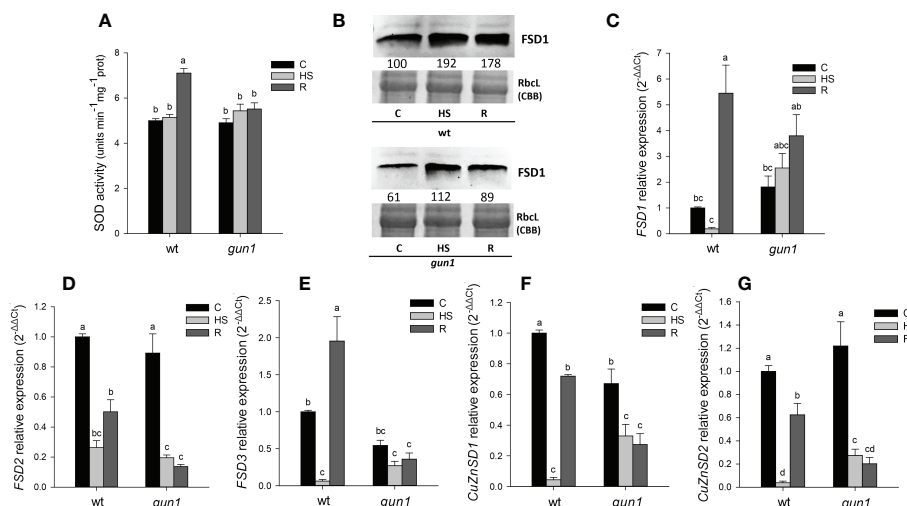 A
SOD activity (units min⁻¹mg⁻¹ prot)
8
6
4
2
0
b b a
b b b
C
HS
R
wt gun1
B
FSD1
100 192 178
RbcL
(CBB)
C HS R
wt
FSD1
61 112 89
RbcL
(CBB)
C HS R
gun1
C
FSD1 relative expression (2⁻ΔΔCt)
7
6
5
4
3
2
1
0
bc c a
bc abc ab
C
HS
R
wt gun1
D
FSD2 relative expression (2⁻ΔΔCt)
1.2
1.0
0.8
0.6
0.4
0.2
0.0
a bc b
a c c
C
HS
R
wt gun1
E
FSD3 relative expression (2⁻ΔΔCt)
2.5
2.0
1.5
1.0
0.5
0.0
b c a
c c c
C
HS
R
wt gun1
F
CuZnSD1 relative expression (2⁻ΔΔCt)
1.2
1.0
0.8
0.6
0.4
0.2
0.0
a c b
b c c
C
HS
R
wt gun1
G
CuZnSD2 relative expression (2⁻ΔΔCt)
1.6
1.4
1.2
1.0
0.8
0.6
0.4
0.2
0.0
a d b
a c cd
wt gun1